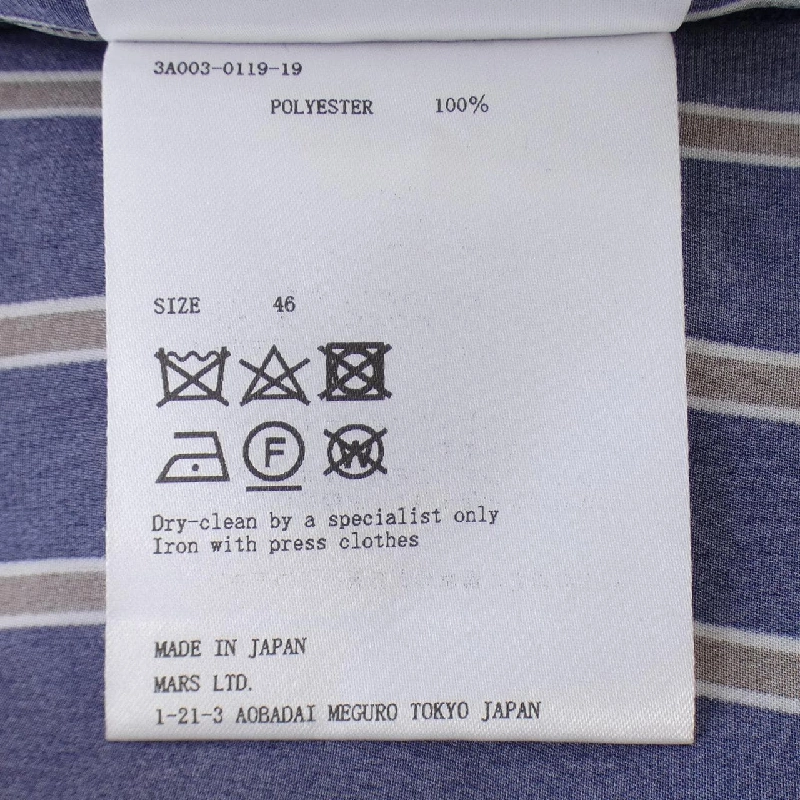 3A003-0119-19
POLYESTER 100%
SIZE 46
F W
Dry-clean by a specialist only
Iron with press clothes
MADE IN JAPAN
MARS LTD.
1-21-3 AOBADAI MEGURO TOKYO JAPAN